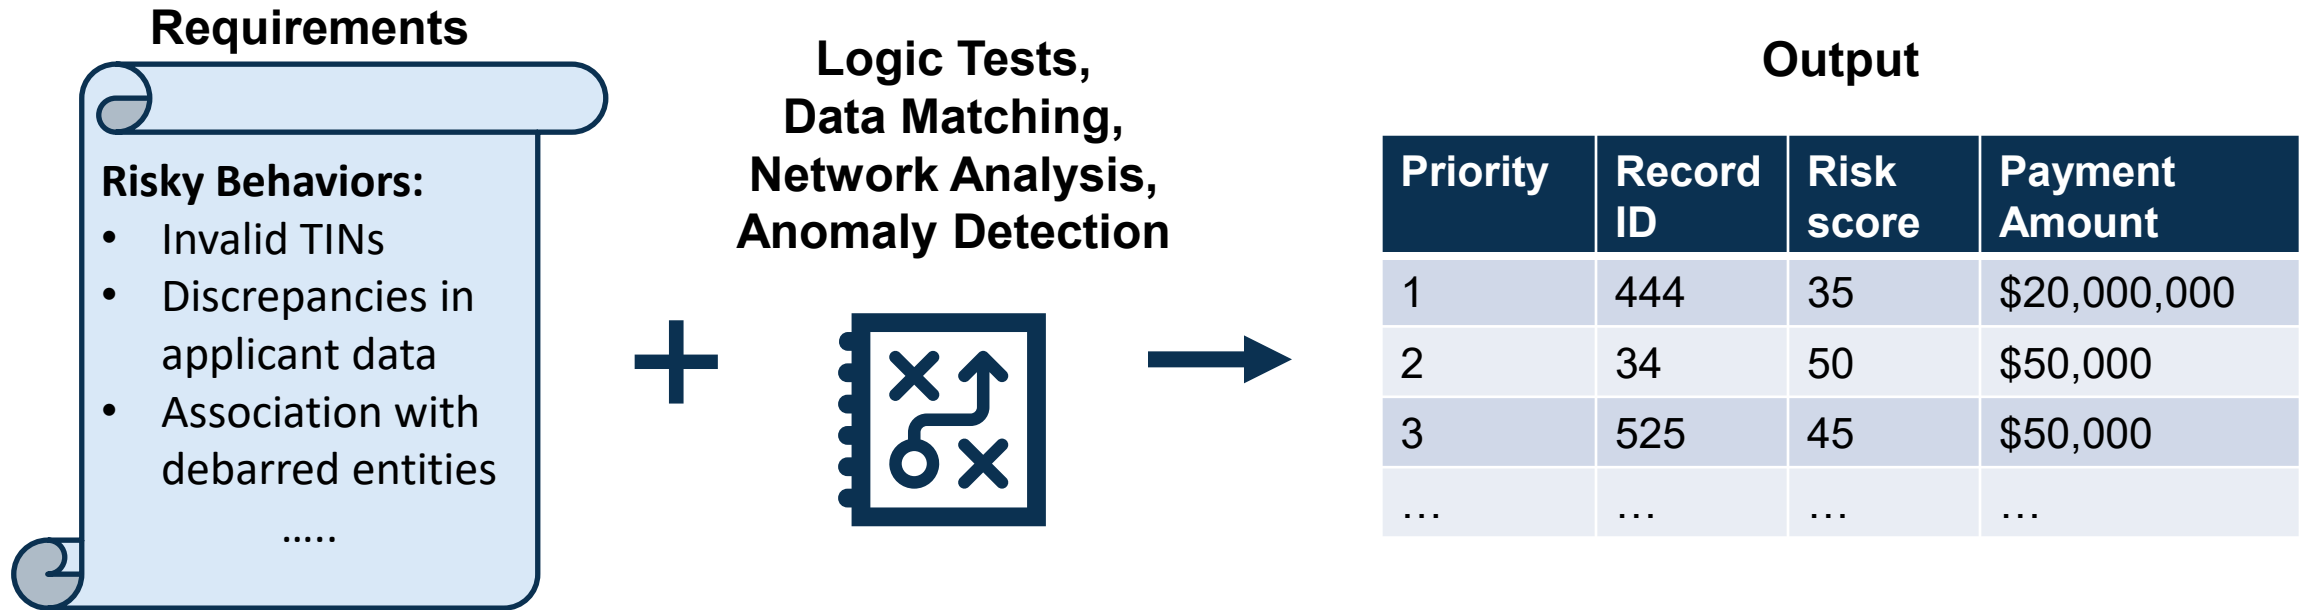 Requirements
Risky Behaviors:
• Invalid TINs
• Discrepancies in
applicant data
• Association with
debarred entities
.....
Logic Tests,
Data Matching,
Network Analysis,
Anomaly Detection
Output
Priority Record ID Risk score Payment Amount
1 444 35 $20,000,000
2 34 50 $50,000
3 525 45 $50,000
… … … …